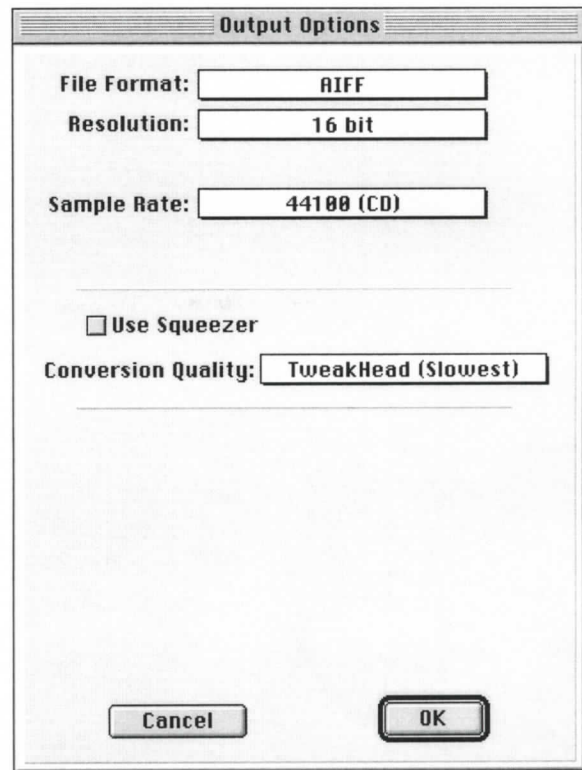 Output Options
File Format: AIFF
Resolution: 16 bit
Sample Rate: 44100 (CD)
Use Squeezer
Conversion Quality: TweakHead (Slowest)
Cancel OK